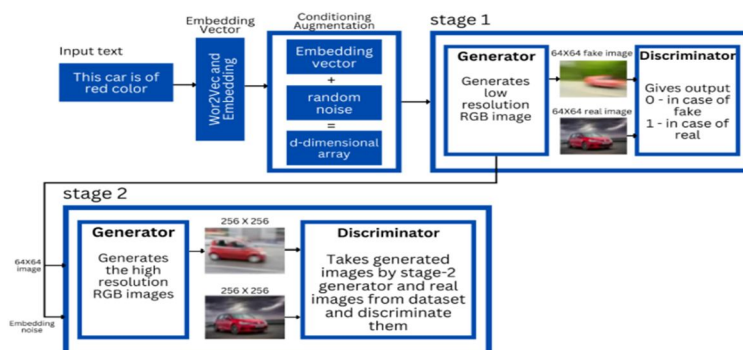 Input text
This car is of
red color
Embedding
Vector
Wor2Vec and
Embedding
Conditioning
Augmentation
Embedding
vector
+
random
noise
=
d-dimensional
array
stage 1
Generator
Generates
low
resolution
RGB image
64X64 fake image
64X64 real image
Discriminator
Gives output
0 - in case of
fake
1 - in case of
real
stage 2
64X64
image
Embedding
noise
Generator
Generates
the high
resolution
RGB images
256 X 256
256 X 256
Discriminator
Takes generated
images by stage-2
generator and real
images from dataset
and discriminate
them